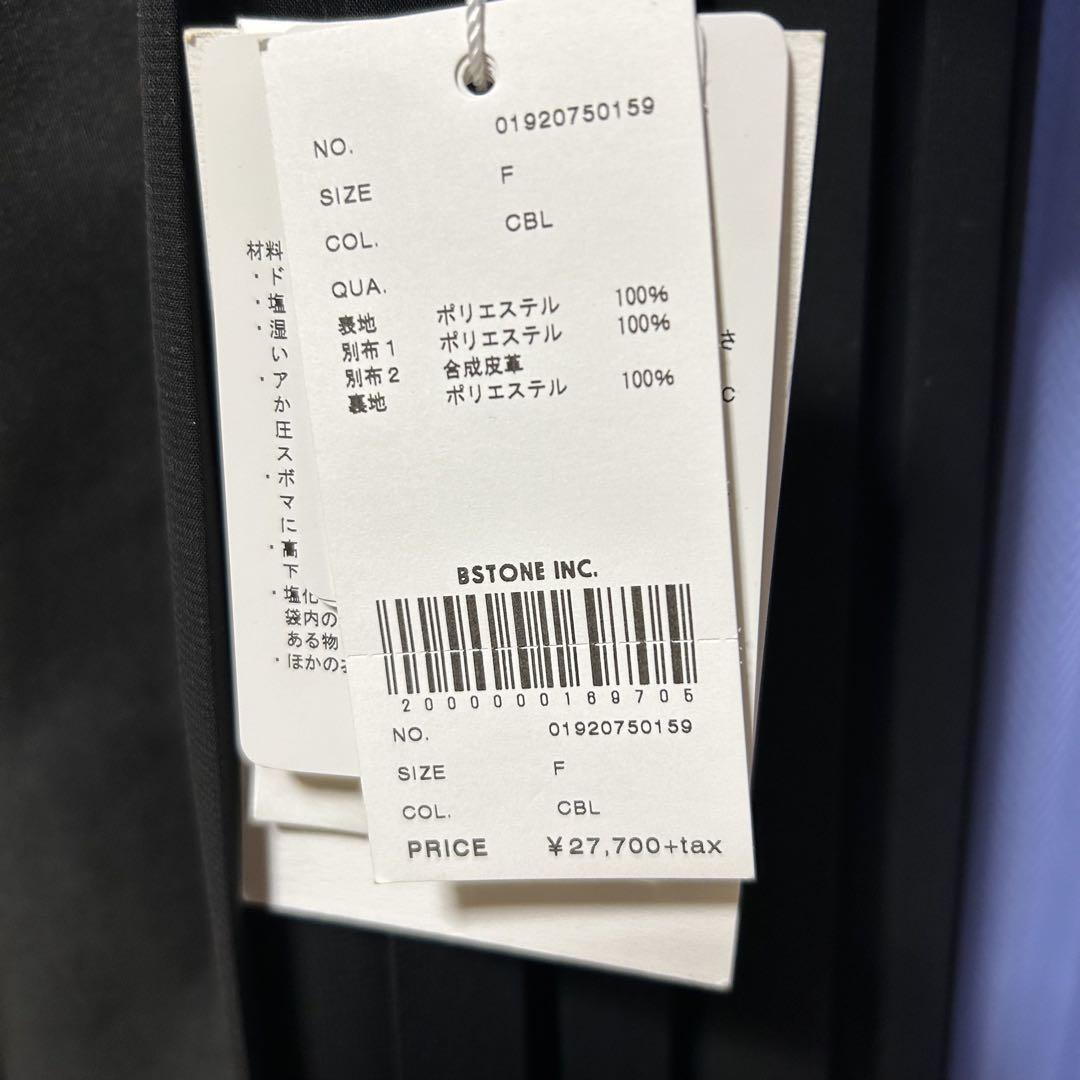 NO. 01920750159
SIZE F
COL. CBL
QUA.
表地 ポリエステル 100%
別布1 ポリエステル 100%
別布2 合成皮革
裏地 ポリエステル 100%
BSTONE INC.
2000000169705
NO. 01920750159
SIZE F
COL. CBL
PRICE ¥27,700+tax
材料
・ド
・塩
・湿
い
・ア
か
圧
ス
・ボ
マ
に
・高
下
・塩化
袋内の
ある物
・ほかの
さ
C